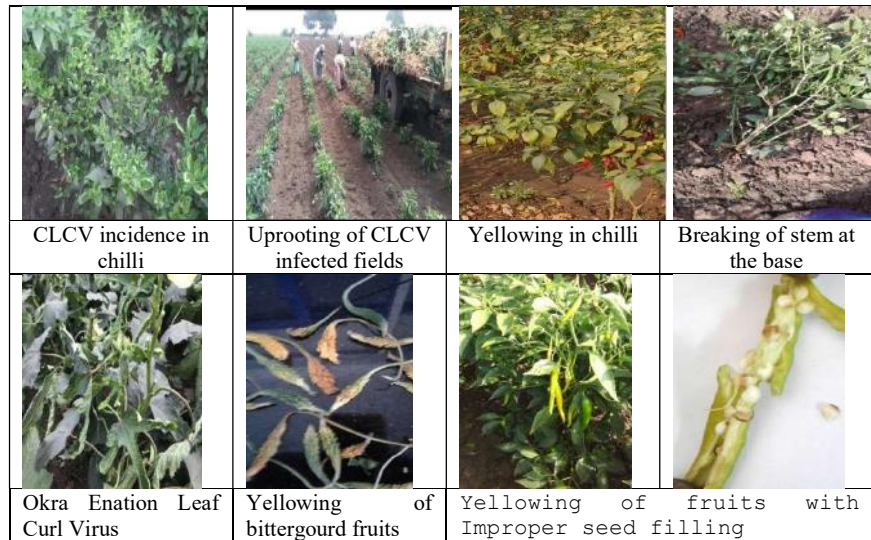 CLCV incidence in
chilli
Uprooting of CLCV
infected fields
Yellowing in chilli
Breaking of stem at
the base
Okra Enation Leaf
Curl Virus
Yellowing of
bittergourd fruits
Yellowing of fruits with
Improper seed filling